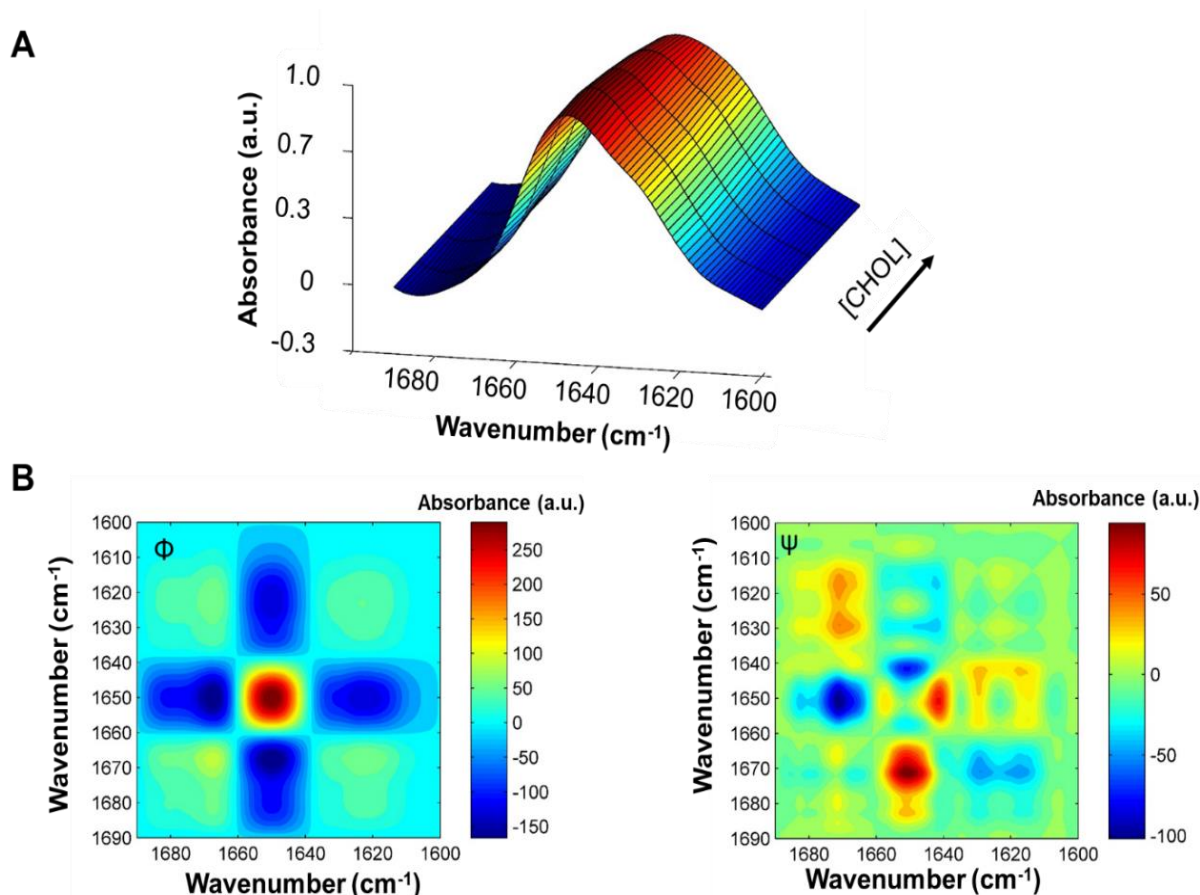 A
Absorbance (a.u.)
1.0
0.7
0.3
0
-0.3
1680 1660 1640 1620 1600
Wavenumber (cm⁻¹)
[CHOL]
B
Absorbance (a.u.)
Φ
Wavenumber (cm⁻¹)
1600
1610
1620
1630
1640
1650
1660
1670
1680
1690
1680 1660 1640 1620 1600
Wavenumber (cm⁻¹)
250
200
150
100
50
0
-50
-100
-150
Absorbance (a.u.)
Ψ
Wavenumber (cm⁻¹)
1600
1610
1620
1630
1640
1650
1660
1670
1680
1690
1680 1660 1640 1620 1600
Wavenumber (cm⁻¹)
50
0
-50
-100